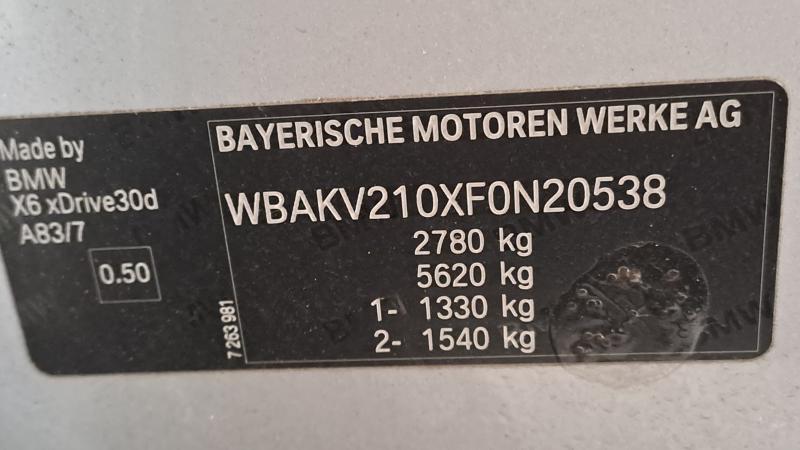 Made by
BMW
X6 xDrive30d
A83/7
0.50
7 263 981
BAYERISCHE MOTOREN WERKE AG
WBAKV210XF0N20538
2780 kg
5620 kg
1- 1330 kg
2- 1540 kg